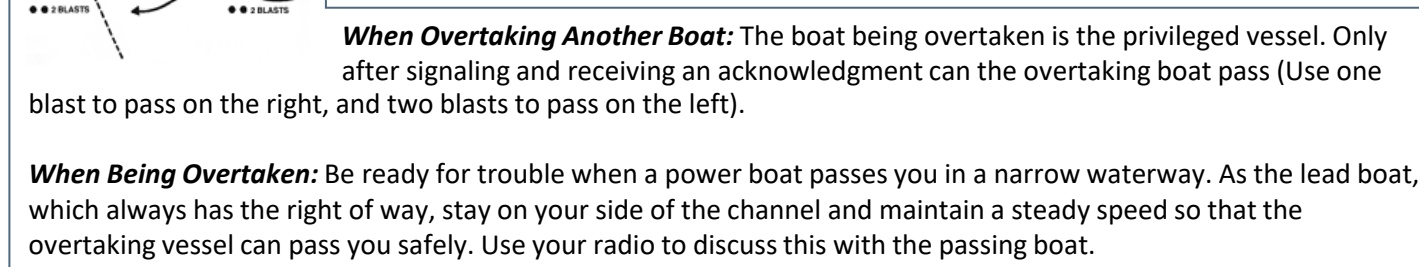 ● ● 2 BLASTS
● ● 2 BLASTS
When Overtaking Another Boat: The boat being overtaken is the privileged vessel. Only
after signaling and receiving an acknowledgment can the overtaking boat pass (Use one
blast to pass on the right, and two blasts to pass on the left).
When Being Overtaken: Be ready for trouble when a power boat passes you in a narrow waterway. As the lead boat,
which always has the right of way, stay on your side of the channel and maintain a steady speed so that the
overtaking vessel can pass you safely. Use your radio to discuss this with the passing boat.